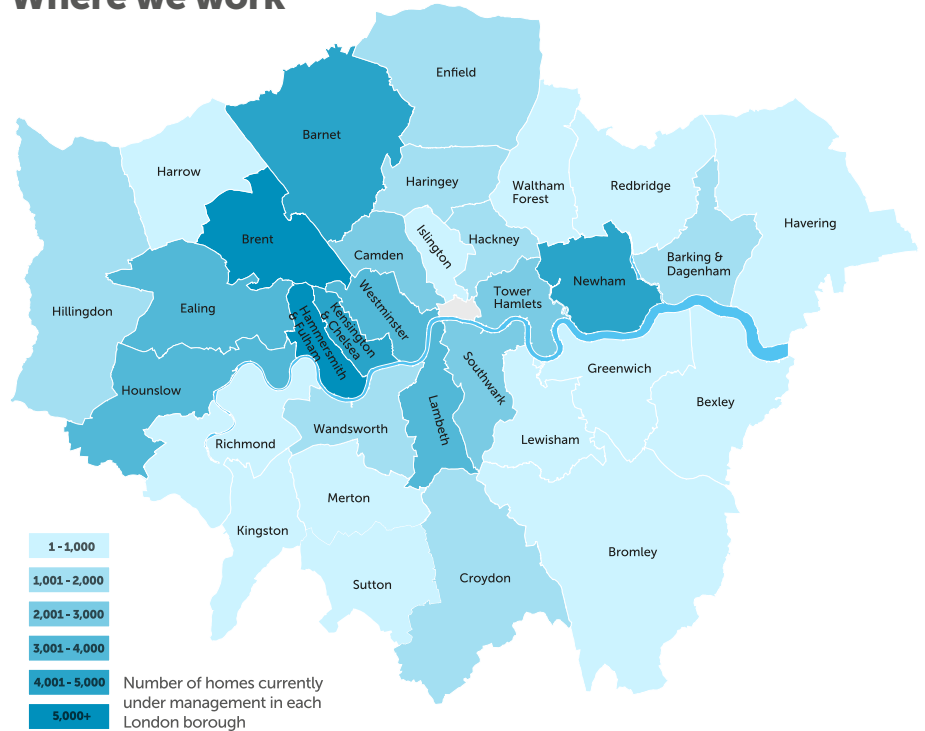 Where we work
Enfield
Barnet
Harrow
Haringey
Waltham
Forest
Redbridge
Havering
Brent
Camden
Islington
Hackney
Barking &
Dagenham
Newham
Tower
Hamlets
Westminster
Kensington
& Chelsea
Hammersmith
& Fulham
Ealing
Hillingdon
Hounslow
Southwark
Greenwich
Bexley
Lambeth
Wandsworth
Richmond
Lewisham
Merton
Kingston
Bromley
Sutton
Croydon
1 - 1,000
1,001 - 2,000
2,001 - 3,000
3,001 - 4,000
4,001 - 5,000
5,000+
Number of homes currently
under management in each
London borough